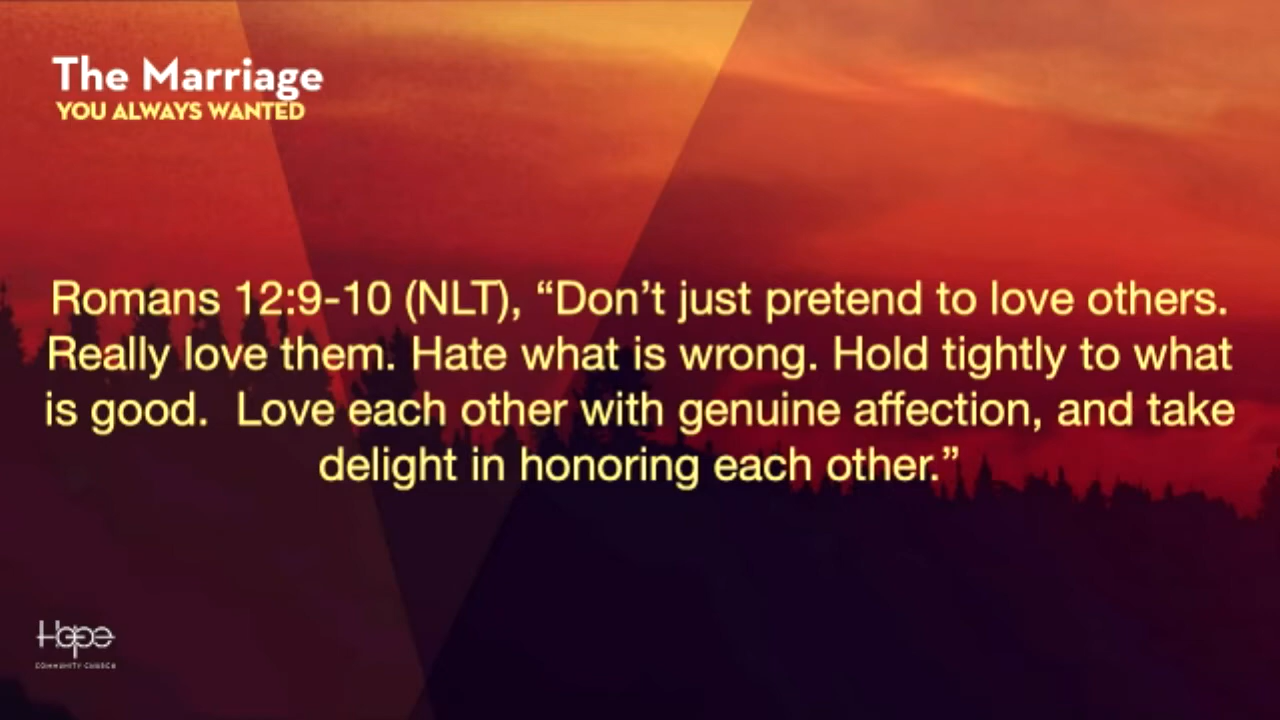 The Marriage
YOU ALWAYS WANTED
Romans 12:9-10 (NLT), “Don’t just pretend to love others.
Really love them. Hate what is wrong. Hold tightly to what
is good.  Love each other with genuine affection, and take
delight in honoring each other.”
Hope
COMMUNITY CHURCH